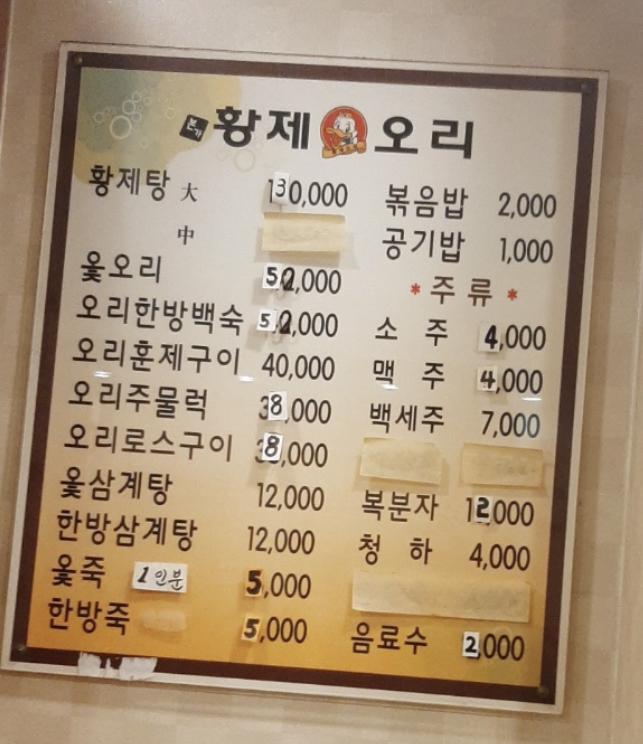 본가 황제 오리
황제탕 大 130,000
中
옻오리 52,000
오리한방백숙 52,000
오리훈제구이 40,000
오리주물럭 38,000
오리로스구이 38,000
옻삼계탕 12,000
한방삼계탕 12,000
옻죽 1인분 5,000
한방죽 5,000
볶음밥 2,000
공기밥 1,000
* 주 류 *
소 주 4,000
맥 주 4,000
백세주 7,000
복분자 12,000
청 하 4,000
음료수 2,000